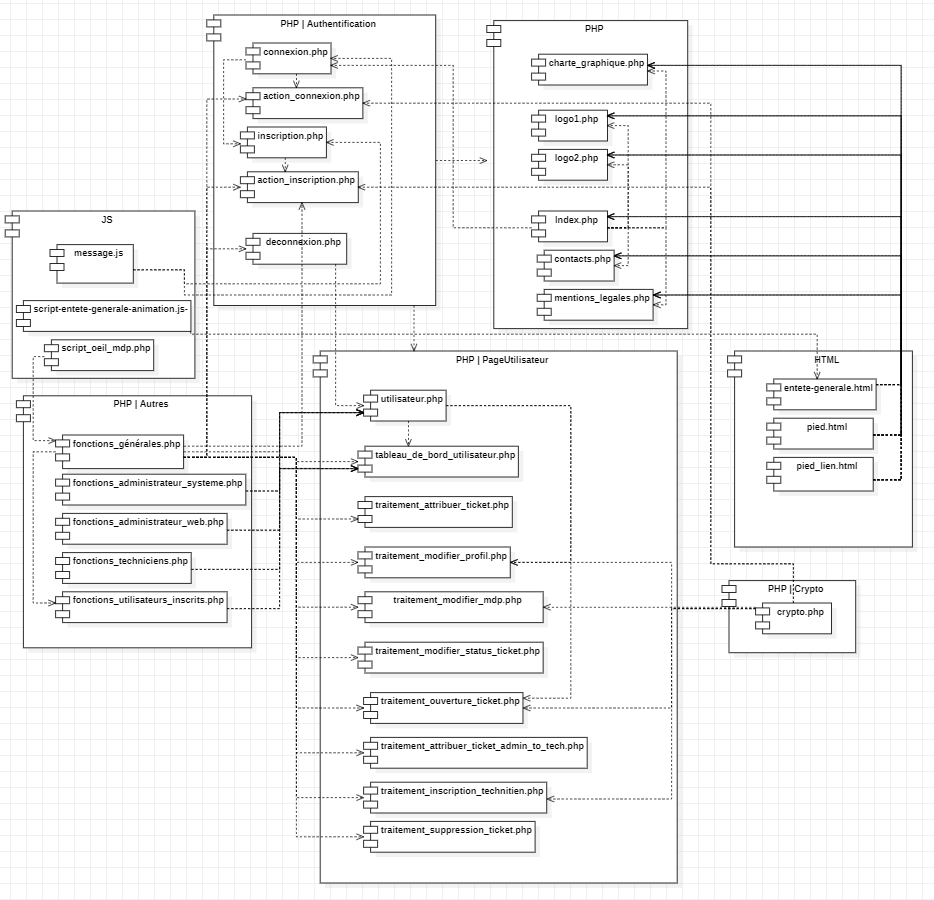 PHP | Authentification
connexion.php
action_connexion.php
inscription.php
action_inscription.php
deconnexion.php
PHP
charte_graphique.php
logo1.php
logo2.php
Index.php
contacts.php
mentions_legales.php
JS
message.js
script-entete-generale-animation.js-
script_oeil_mdp.php
PHP | Autres
fonctions_générales.php
fonctions_administrateur_systeme.php
fonctions_administrateur_web.php
fonctions_techniciens.php
fonctions_utilisateurs_inscrits.php
PHP | PageUtilisateur
utilisateur.php
tableau_de_bord_utilisateur.php
traitement_attribuer_ticket.php
traitement_modifier_profil.php
traitement_modifier_mdp.php
traitement_modifier_status_ticket.php
traitement_ouverture_ticket.php
traitement_attribuer_ticket_admin_to_tech.php
traitement_inscription_technitien.php
traitement_suppression_ticket.php
HTML
entete-generale.html
pied.html
pied_lien.html
PHP | Crypto
crypto.php